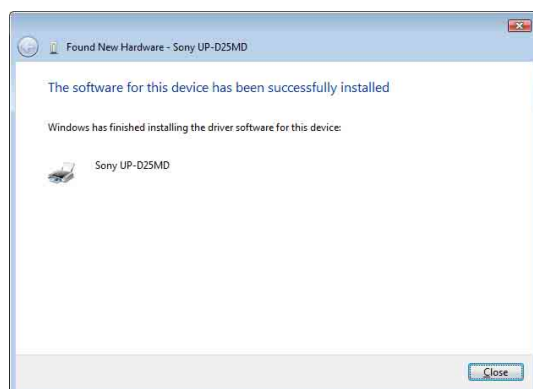 Found New Hardware - Sony UP-D25MD
The software for this device has been successfully installed
Windows has finished installing the driver software for this device:
Sony UP-D25MD
Close